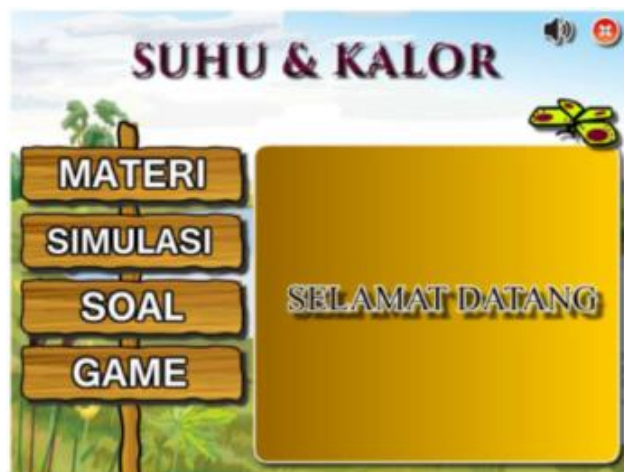 SUHU & KALOR
MATERI
SIMULASI
SOAL
GAME
SELAMAT DATANG